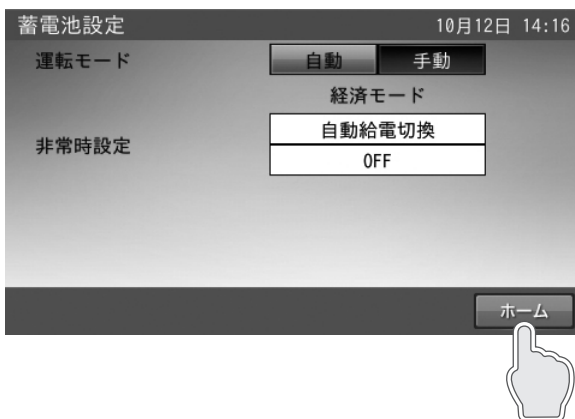 蓄電池設定 10月12日 14:16
運転モード 自動 手動
経済モード
非常時設定 自動給電切換
OFF
ホーム